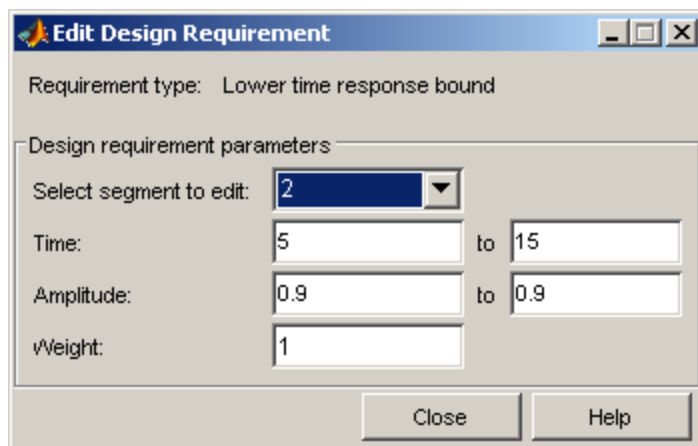 Edit Design Requirement
Requirement type: Lower time response bound
Design requirement parameters
Select segment to edit: 2
Time: 5 to 15
Amplitude: 0.9 to 0.9
Weight: 1
Close Help